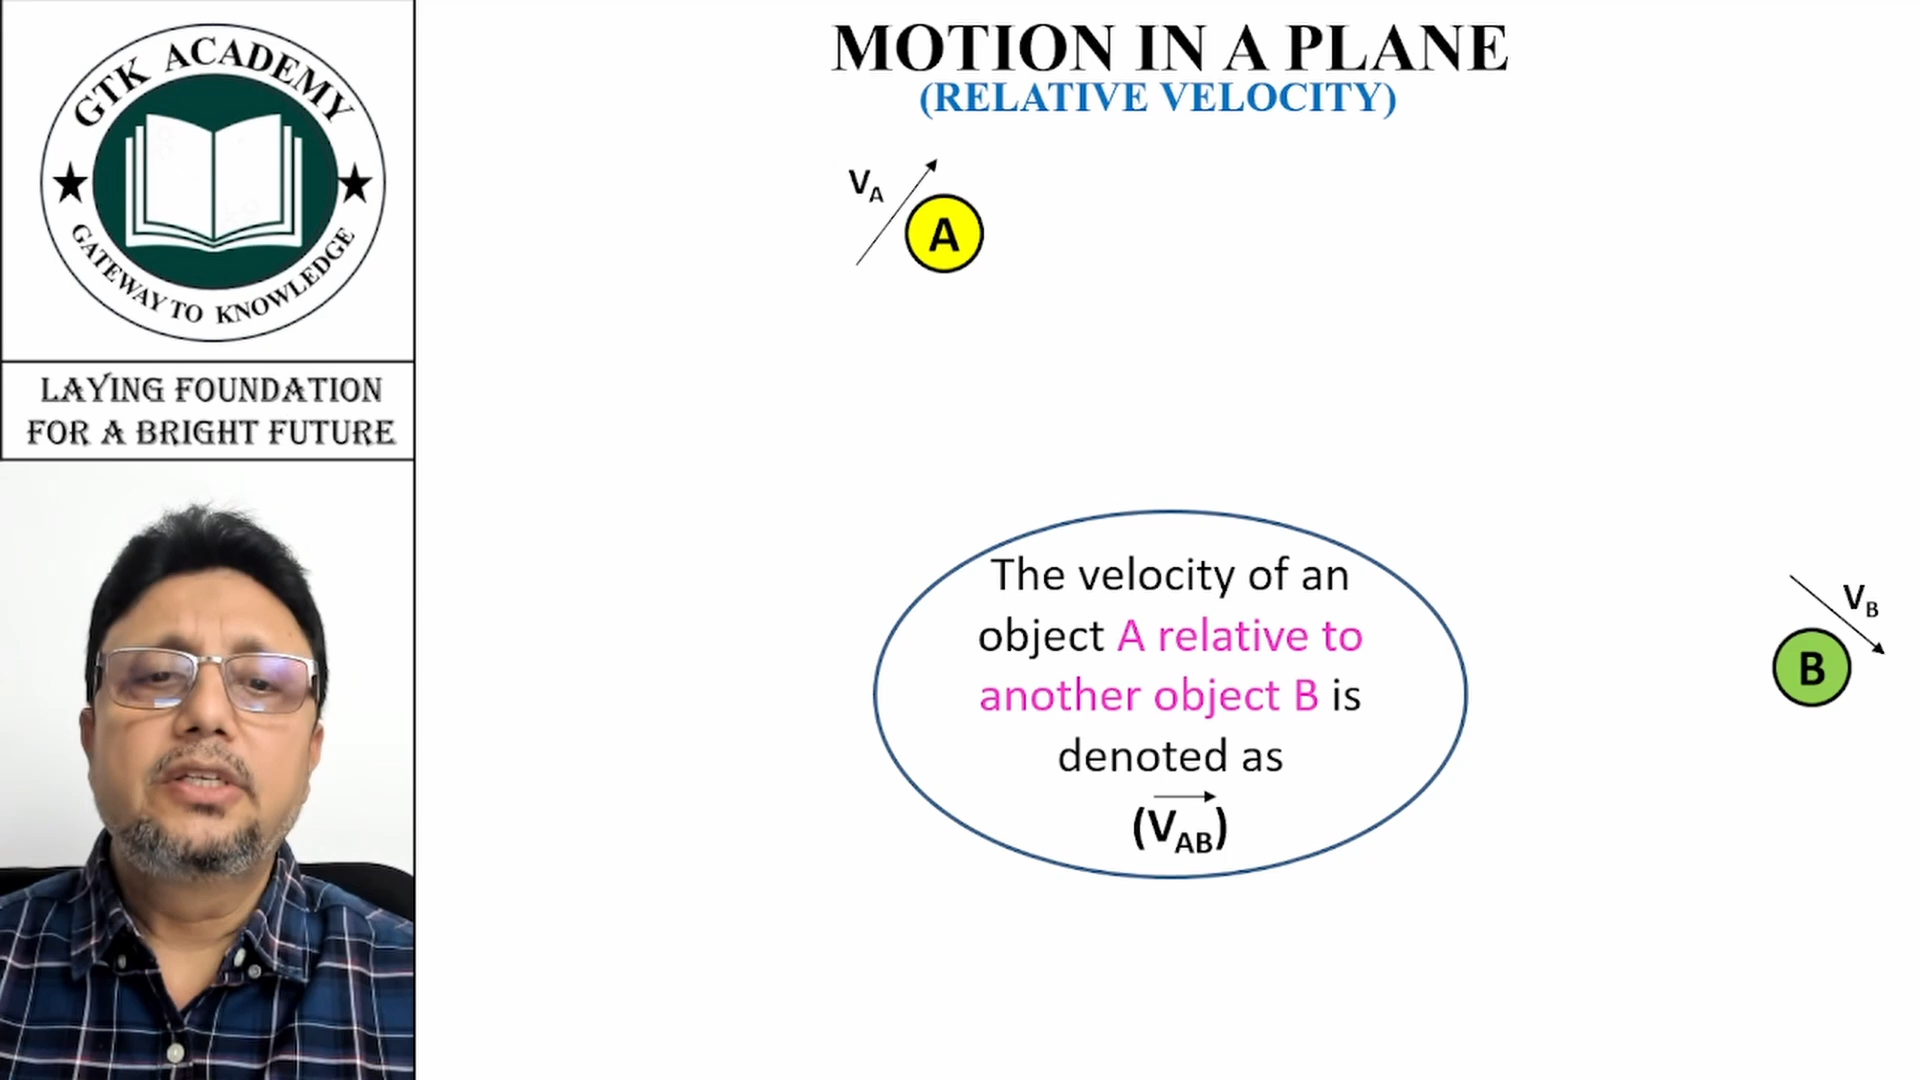 GTK ACADEMY
GATEWAY TO KNOWLEDGE
LAYING FOUNDATION
FOR A BRIGHT FUTURE
MOTION IN A PLANE
(RELATIVE VELOCITY)
VA
A
The velocity of an
object A relative to
another object B is
denoted as
(VAB)
VB
B